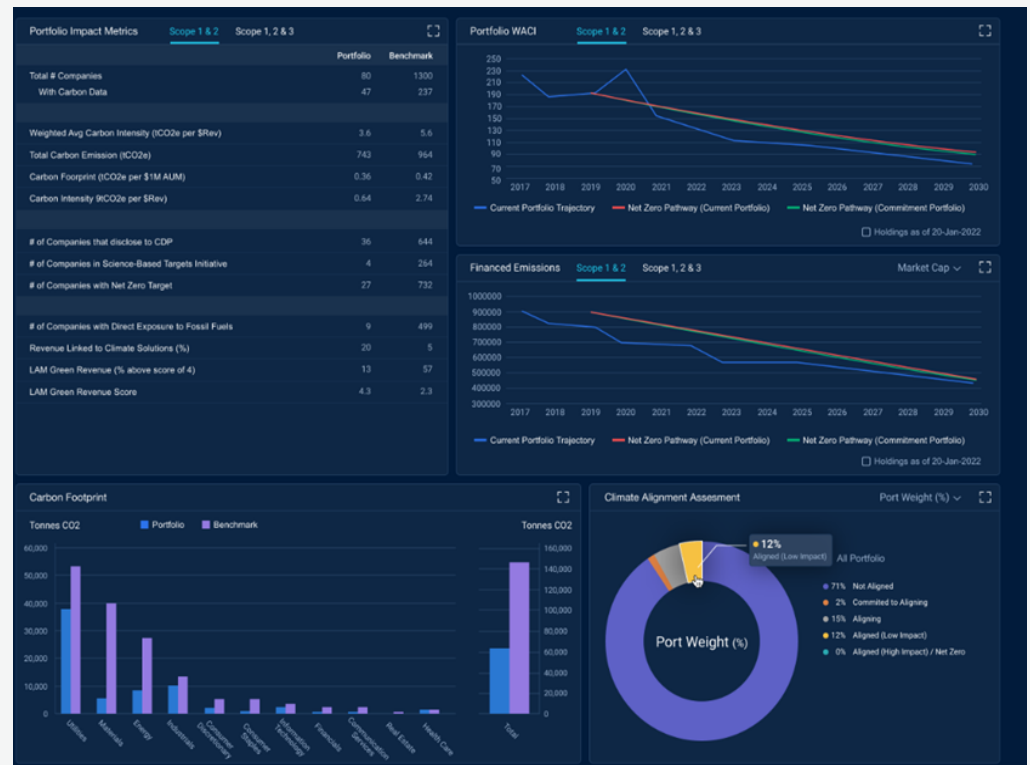 Portfolio Impact Metrics Scope 1 & 2 Scope 1, 2 & 3
Portfolio Benchmark
Total # Companies 80 1300
With Carbon Data 47 237
Weighted Avg Carbon Intensity (tCO2e per $Rev) 3.6 5.6
Total Carbon Emission (tCO2e) 743 964
Carbon Foorprint (tCO2e per $1M AUM) 0.36 0.42
Carbon Intensity 9tCO2e per $Rev) 0.64 2.74
# of Companies that disclose to CDP 36 644
# of Companies in Science-Based Targets Initiative 4 264
# of Companies with Net Zero Target 27 732
# of Companies with Direct Exposure to Fossil Fuels 9 499
Revenue Linked to Climate Solutions (%) 20 5
LAM Green Revenue (% above score of 4) 13 57
LAM Green Revenue Score 4.3 2.3
Portfolio WACI Scope 1 & 2 Scope 1, 2 & 3
250
230
210
190
170
150
130
110
90
70
50
2017 2018 2019 2020 2021 2022 2023 2024 2025 2026 2027 2028 2029 2030
Current Portfolio Trajectory Net Zero Pathway (Current Portfolio) Net Zero Pathway (Commitment Portfolio)
Holdings as of 20-Jan-2022
Financed Emissions Scope 1 & 2 Scope 1, 2 & 3 Market Cap
1000000
900000
800000
700000
600000
500000
400000
300000
2017 2018 2019 2020 2021 2022 2023 2024 2025 2026 2027 2028 2029 2030
Current Portfolio Trajectory Net Zero Pathway (Current Portfolio) Net Zero Pathway (Commitment Portfolio)
Holdings as of 20-Jan-2022
Carbon Footprint
Tonnes CO2 Portfolio Benchmark Tonnes CO2
60,000
50,000
40,000
30,000
20,000
10,000
0
Utilities
Materials
Energy
Industrials
Consumer Discretionary
Consumer Staples
Information Technology
Financials
Communication Services
Real Estate
Health Care
160,000
140,000
120,000
100,000
80,000
60,000
40,000
20,000
0
Total
Climate Alignment Assesment Port Weight (%)
12%
Aligned (Low Impact)
All Portfolio
Port Weight (%)
71% Not Aligned
2% Commited to Aligning
15% Aligning
12% Aligned (Low Impact)
0% Aligned (High Impact) / Net Zero